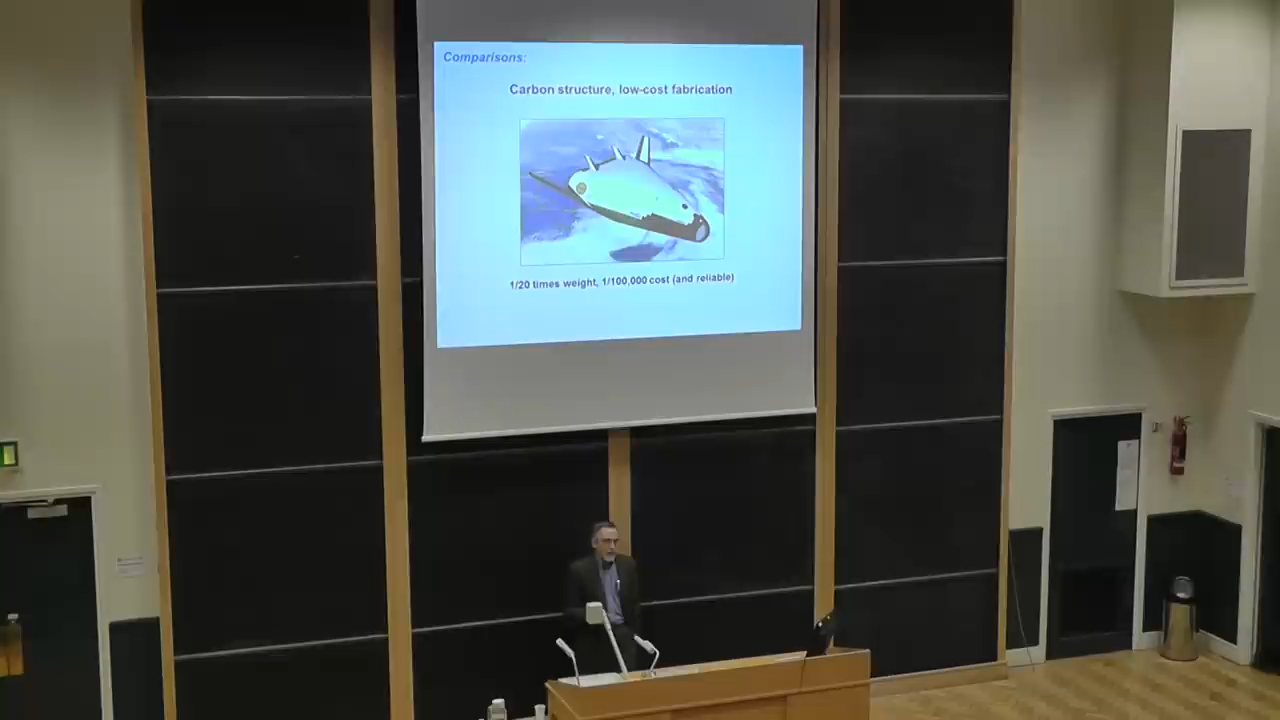 Comparisons:
Carbon structure, low-cost fabrication
1/20 times weight, 1/100,000 cost (and reliable)